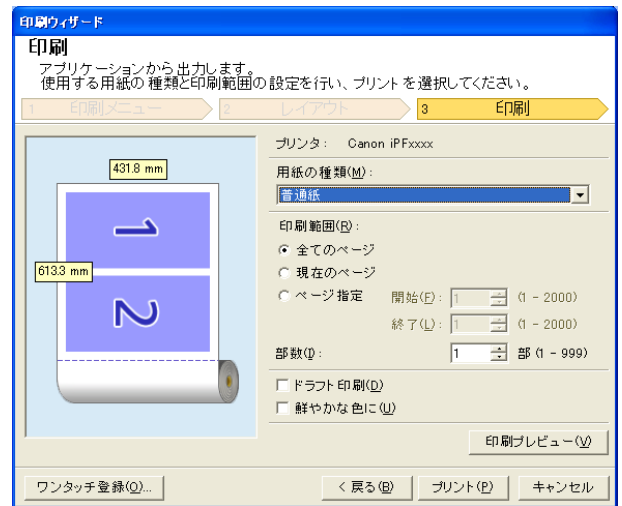 印刷ウィザード
印刷
アプリケーションから出力します。
使用する用紙の種類と印刷範囲の設定を行い、プリントを選択してください。
1 印刷メニュー 2 レイアウト 3 印刷
プリンタ: Canon iPFxxxx
431.8 mm
用紙の種類(M):
普通紙
1
印刷範囲(R):
全てのページ
613.3 mm
現在のページ
2
ページ指定 開始(F): 1 (1 - 2000)
終了(L): 1 (1 - 2000)
部数(I): 1 部 (1 - 999)
ドラフト印刷(D)
鮮やかな色に(U)
印刷プレビュー(V)
ワンタッチ登録(O)... < 戻る(B) プリント(P) キャンセル